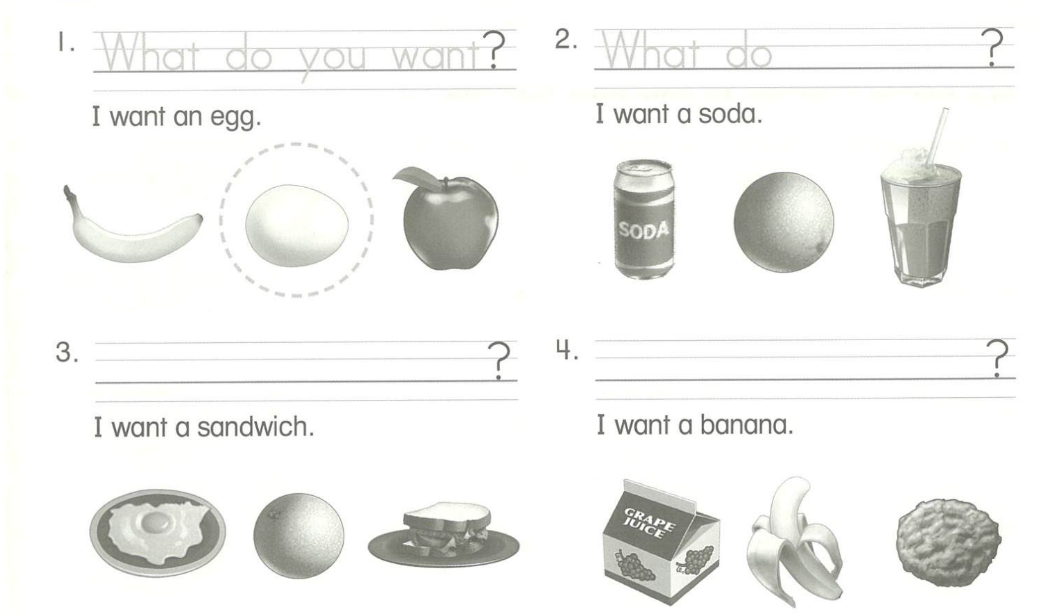 1. What do you want?
I want an egg.
2. What do ?
I want a soda.
SODA
3. ?
I want a sandwich.
4. ?
I want a banana.
GRAPE
JUICE